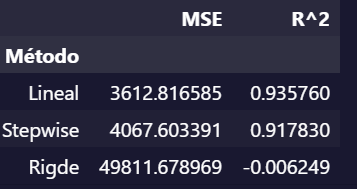 MSE R^2
Método
Lineal 3612.816585 0.935760
Stepwise 4067.603391 0.917830
Rigde 49811.678969 -0.006249